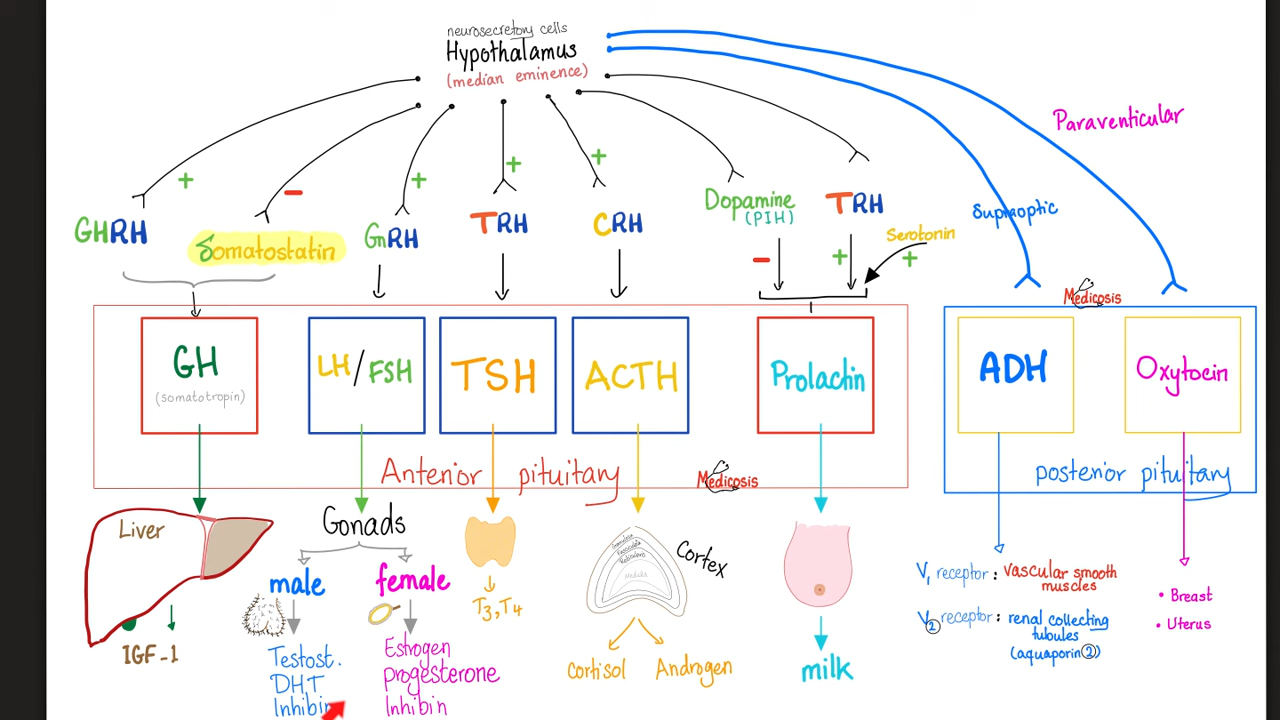 neurosecretory cells
Hypothalamus
(median eminence)
Paraventicular
+
−
+
+
+
GHRH
Somatostatin
GnRH
TRH
CRH
Dopamine
(PIH)
TRH
Serotonin
Supraoptic
−
+
+
Medicosis
GH
(somatotropin)
LH/FSH
TSH
ACTH
Prolactin
ADH
Oxytocin
Anterior pituitary
Medicosis
posterior pituitary
Liver
IGF-1
Gonads
male
female
Testost.
DHT
Inhibin
Estrogen
progesterone
Inhibin
T3, T4
Fasciculata
Reticularis
Medulla
Cortex
Cortisol
Androgen
milk
V1 receptor: vascular smooth
muscles
V2 receptor: renal collecting
tubules
(aquaporin 2)
• Breast
• Uterus